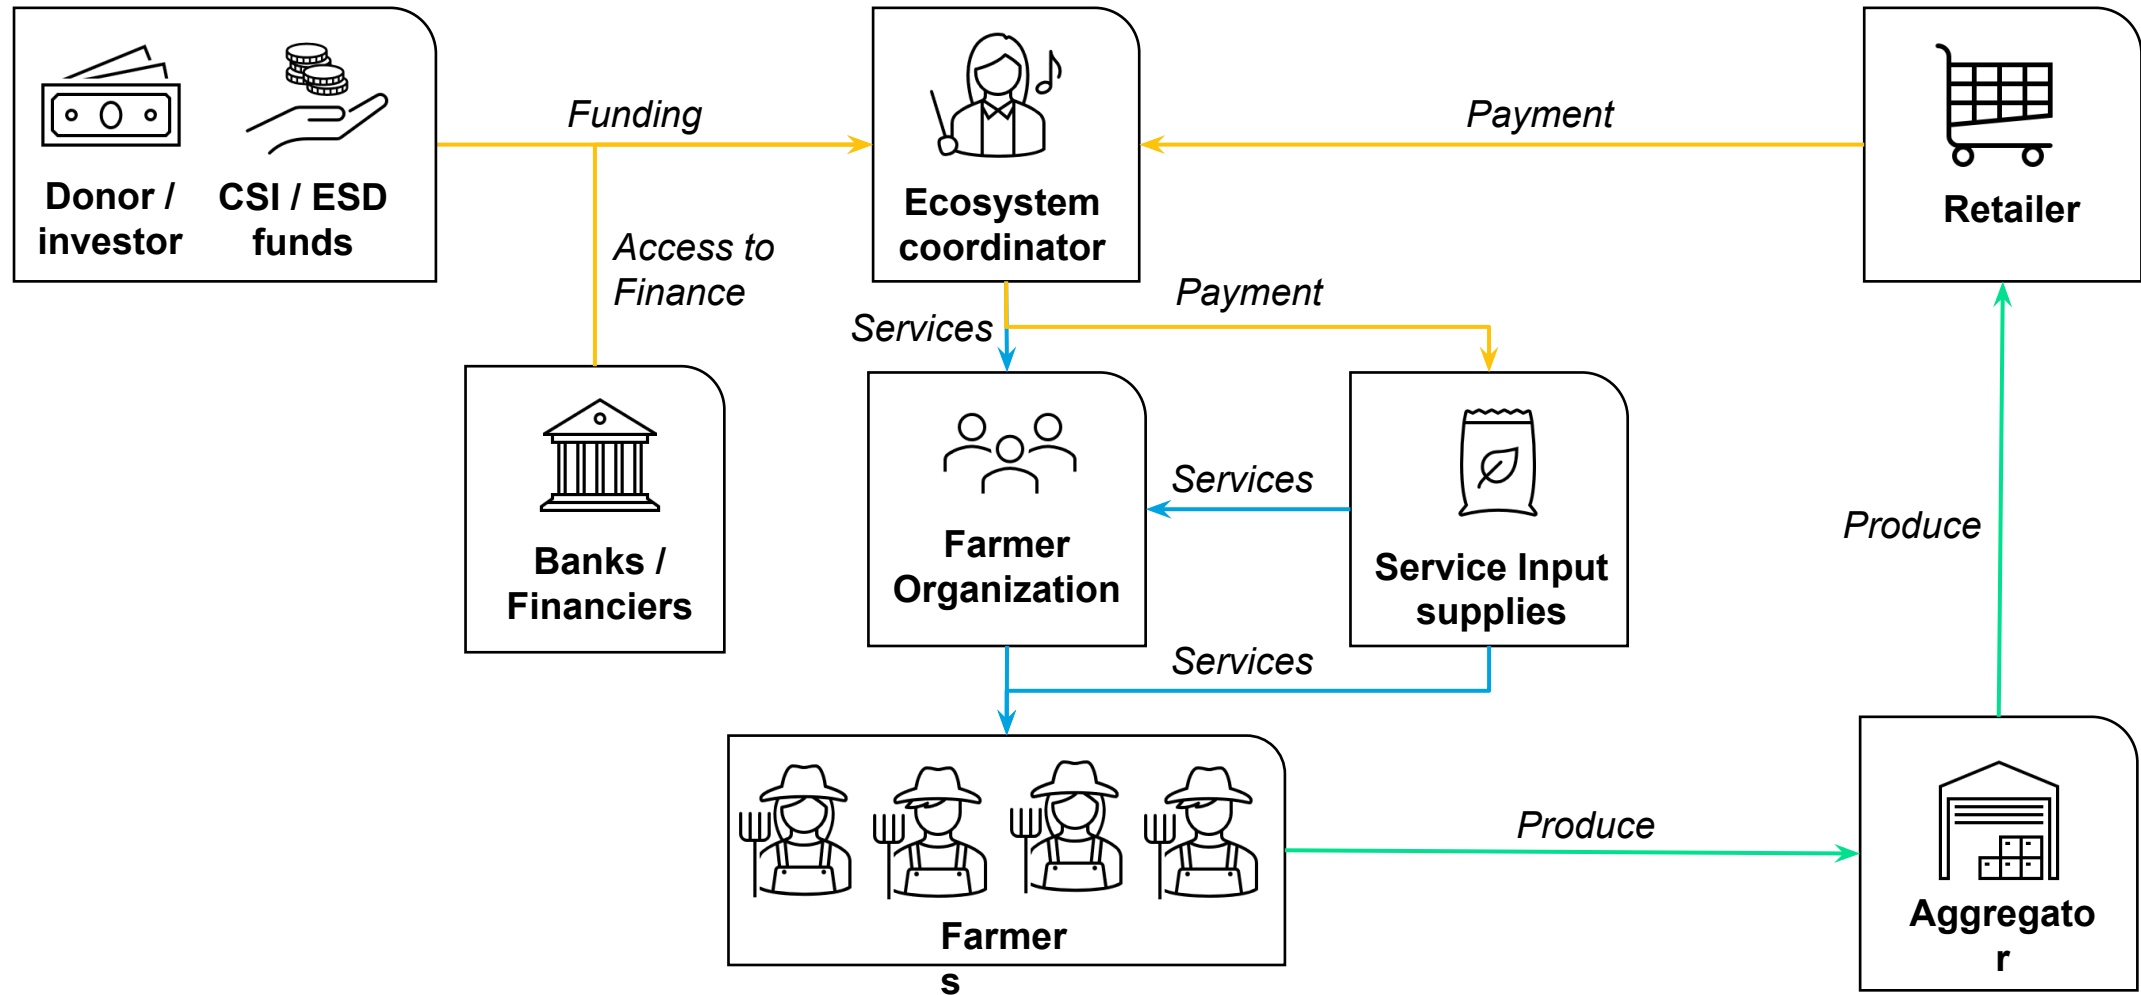 Donor /
investor
CSI / ESD
funds
Funding
Ecosystem
coordinator
Payment
Retailer
Access to
Finance
Services
Payment
Banks /
Financiers
Farmer
Organization
Services
Service Input
supplies
Produce
Services
Farmer
s
Produce
Aggregato
r